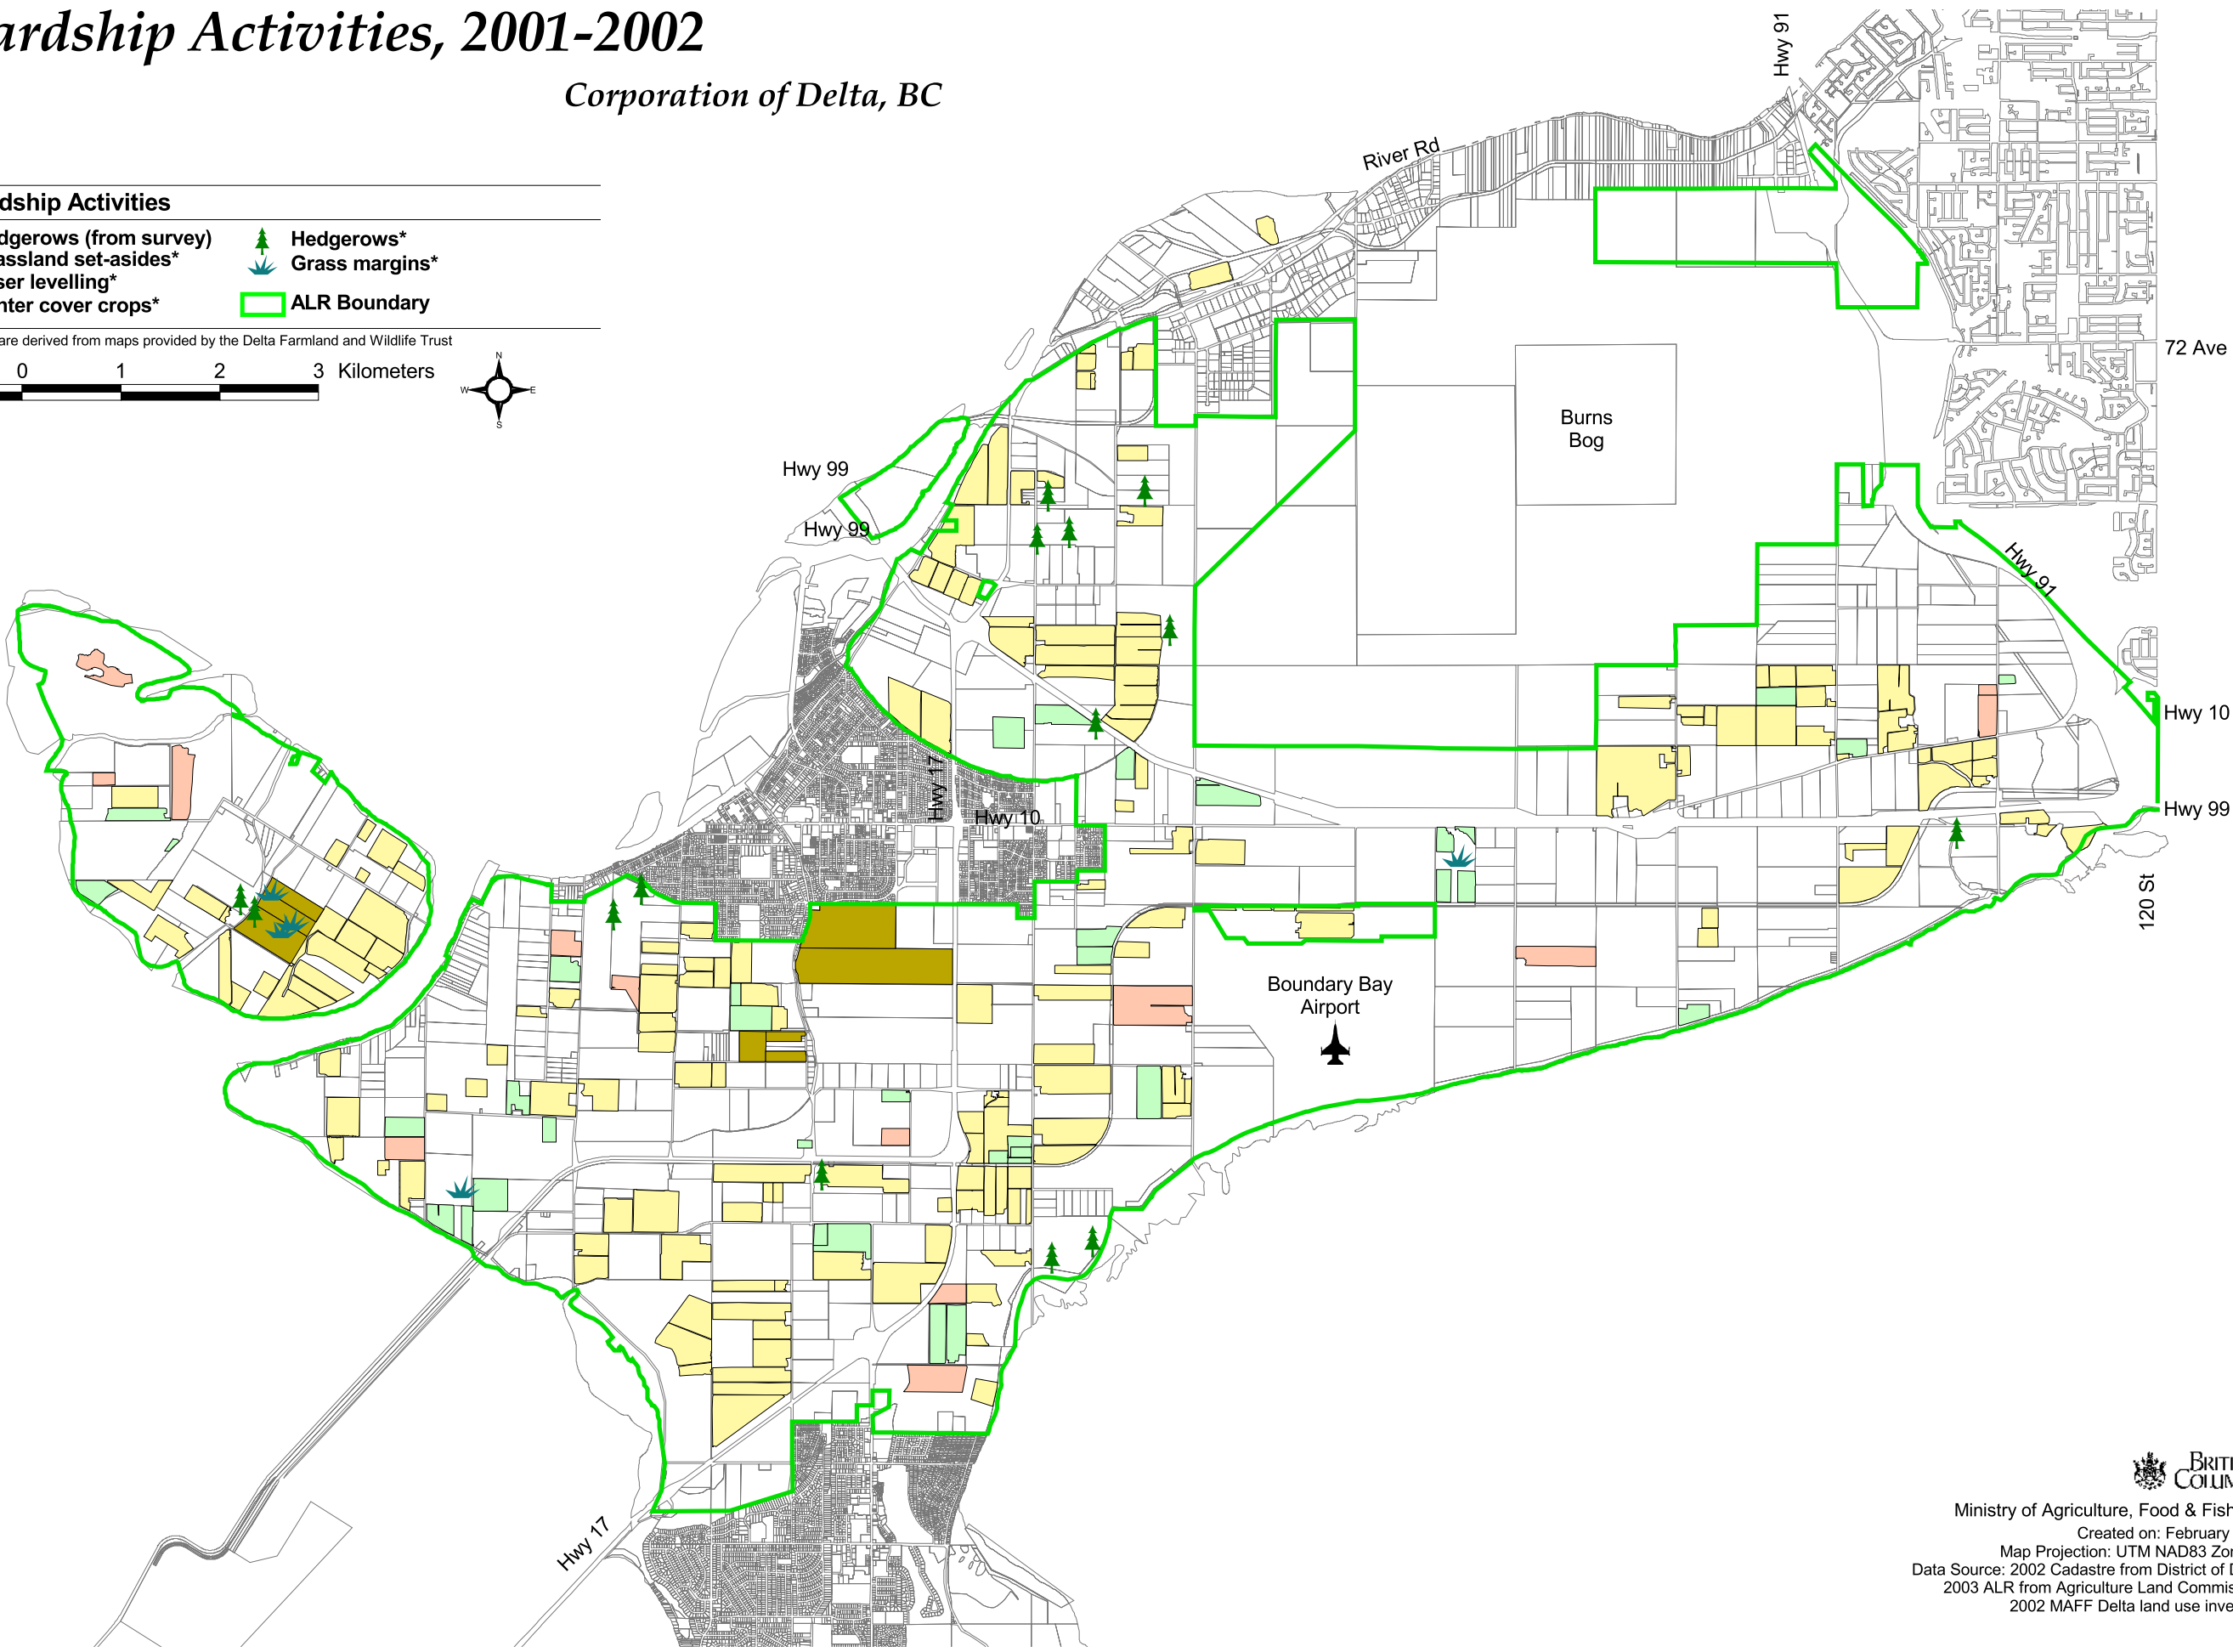 ardship Activities, 2001-2002
Corporation of Delta, BC
dship Activities
dgerows (from survey)
assland set-asides*
ser levelling*
nter cover crops*
Hedgerows*
Grass margins*
ALR Boundary
are derived from maps provided by the Delta Farmland and Wildlife Trust
0 1 2 3 Kilometers
N
W E
S
Hwy 91
River Rd
72 Ave
Burns
Bog
Hwy 99
Hwy 99
Hwy 91
Hwy 10
Hwy 17
Hwy 10
Hwy 99
120 St
Boundary Bay
Airport
Hwy 17
BRITI
COLUM
Ministry of Agriculture, Food & Fish
Created on: February
Map Projection: UTM NAD83 Zon
Data Source: 2002 Cadastre from District of D
2003 ALR from Agriculture Land Commis
2002 MAFF Delta land use inve